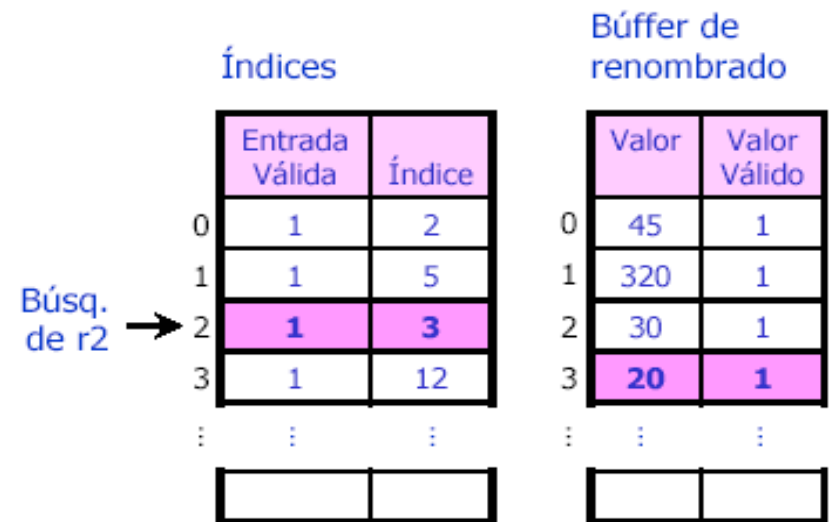 Índices
Búffer de
renombrado
Entrada
Válida
Índice
Valor
Valor
Válido
0 1 2 0 45 1
1 1 5 1 320 1
Búsq.
de r2
2 1 3 2 30 1
3 1 12 3 20 1
⋮ ⋮ ⋮ ⋮ ⋮ ⋮